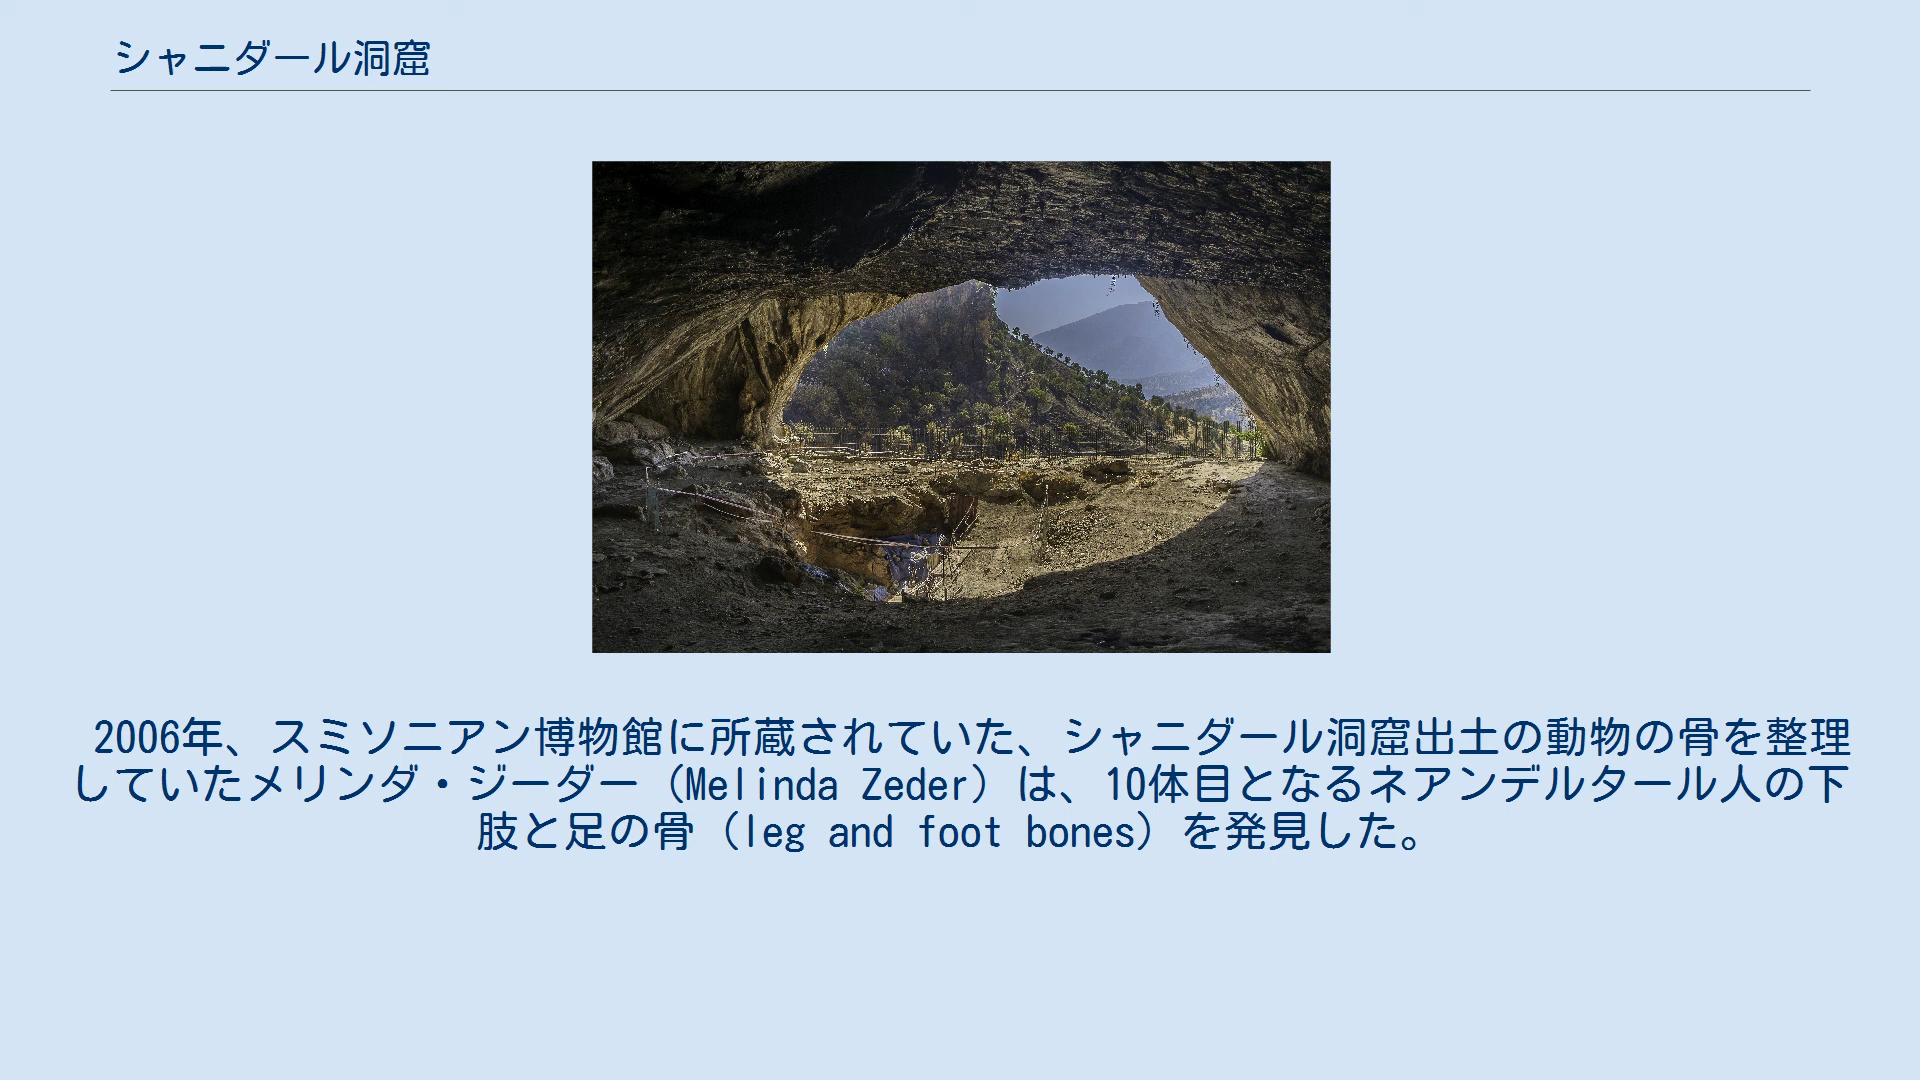 シャニダール洞窟
2006年、スミソニアン博物館に所蔵されていた、シャニダール洞窟出土の動物の骨を整理
していたメリンダ・ジーダー（Melinda Zeder）は、10体目となるネアンデルタール人の下
肢と足の骨（leg and foot bones）を発見した。